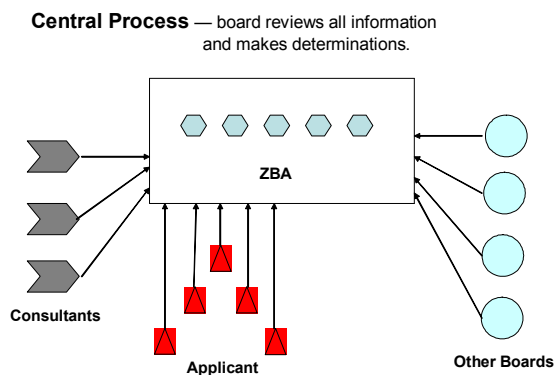 Central Process — board reviews all information
and makes determinations.
ZBA
Consultants
Applicant
Other Boards